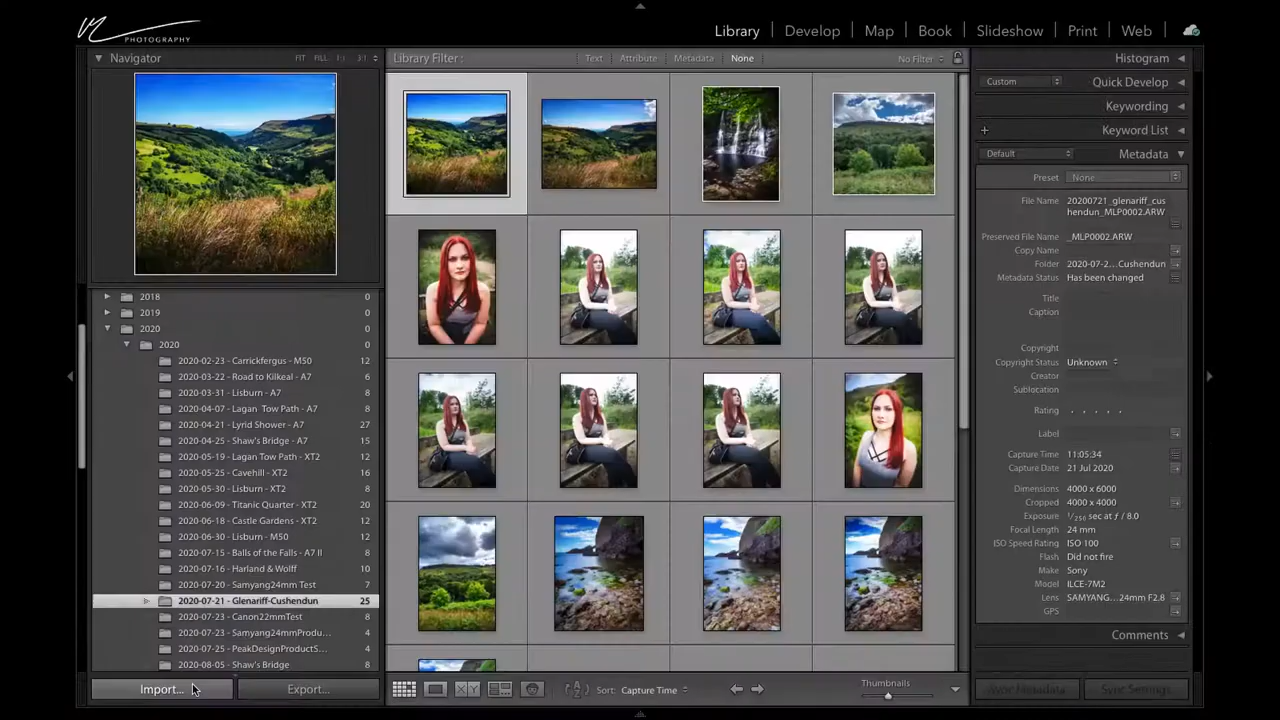 PHOTOGRAPHY
Library | Develop | Map | Book | Slideshow | Print | Web
Navigator FIT FILL 1:1 3:1
Library Filter : Text Attribute Metadata None No Filter
Histogram
Custom Quick Develop
Keywording
Keyword List
Default Metadata
Preset None
File Name 20200721_glenariff_cus
hendun_MLP0002.ARW
Preserved File Name _MLP0002.ARW
Copy Name
Folder 2020-07-2...Cushendun
Metadata Status Has been changed
Title
Caption
Copyright
Copyright Status Unknown
Creator
Sublocation
Rating . . . . .
Label
Capture Time 11:05:34
Capture Date 21 Jul 2020
Dimensions 4000 x 6000
Cropped 4000 x 4000
Exposure 1/256 sec at ƒ / 8.0
Focal Length 24 mm
ISO Speed Rating ISO 100
Flash Did not fire
Make Sony
Model ILCE-7M2
Lens SAMYANG...24mm F2.8
GPS
Comments
Sync Metadata Sync Settings
2018 0
2019 0
2020 0
2020 0
2020-02-23 - Carrickfergus - M50 12
2020-03-22 - Road to Kilkeal - A7 6
2020-03-31 - Lisburn - A7 8
2020-04-07 - Lagan Tow Path - A7 8
2020-04-21 - Lyrid Shower - A7 27
2020-04-25 - Shaw's Bridge - A7 15
2020-05-19 - Lagan Tow Path - XT2 12
2020-05-25 - Cavehill - XT2 16
2020-05-30 - Lisburn - XT2 8
2020-06-09 - Titanic Quarter - XT2 20
2020-06-18 - Castle Gardens - XT2 12
2020-06-30 - Lisburn - M50 12
2020-07-15 - Balls of the Falls - A7 II 8
2020-07-16 - Harland & Wolff 10
2020-07-20 - Samyang24mm Test 7
2020-07-21 - Glenariff-Cushendun 25
2020-07-23 - Canon22mmTest 8
2020-07-23 - Samyang24mmProdu... 4
2020-07-25 - PeakDesignProductS... 4
2020-08-05 - Shaw's Bridge 8
Import... Export...
XY Sort: Capture Time Thumbnails